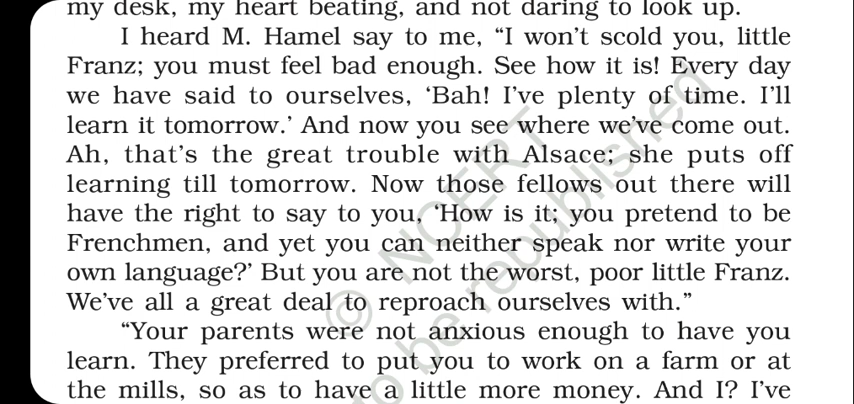 my desk, my heart beating, and not daring to look up.
I heard M. Hamel say to me, “I won’t scold you, little
Franz; you must feel bad enough. See how it is! Every day
we have said to ourselves, ‘Bah! I’ve plenty of time. I’ll
learn it tomorrow.’ And now you see where we’ve come out.
Ah, that’s the great trouble with Alsace; she puts off
learning till tomorrow. Now those fellows out there will
have the right to say to you, ‘How is it; you pretend to be
Frenchmen, and yet you can neither speak nor write your
own language?’ But you are not the worst, poor little Franz.
We’ve all a great deal to reproach ourselves with.”
“Your parents were not anxious enough to have you
learn. They preferred to put you to work on a farm or at
the mills, so as to have a little more money. And I? I’ve
© NCERT
to be republished